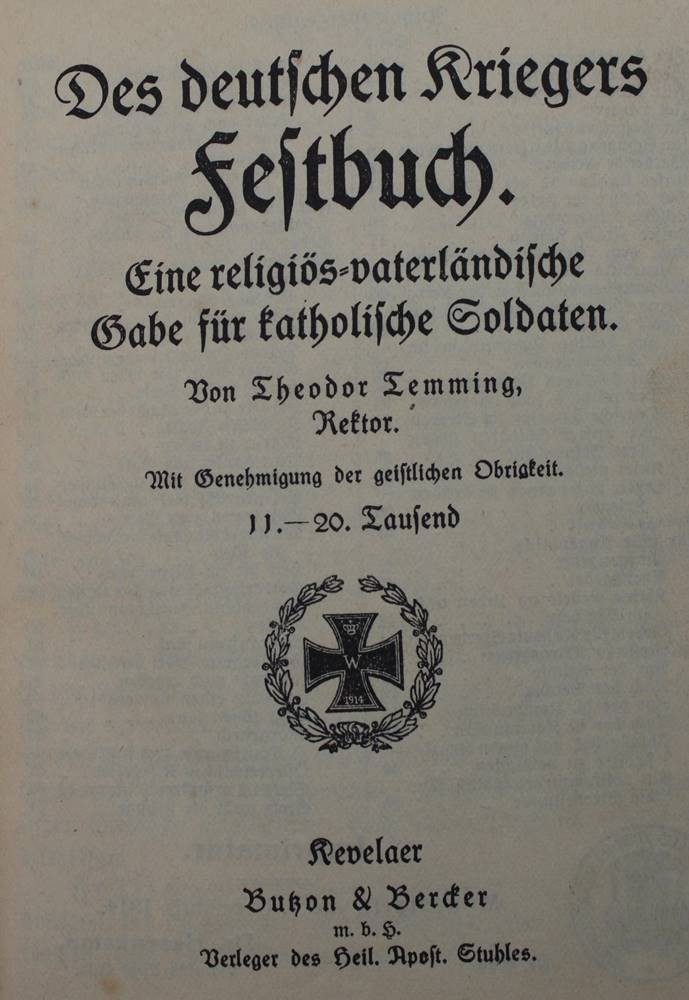 Des deutſchen Kriegers
Feſtbuch.
Eine religiös-vaterländiſche
Gabe für katholiſche Soldaten.
Von Theodor Temming,
Rektor.
Mit Genehmigung der geiſtlichen Obrigkeit.
11.—20. Tauſend
W
1914
Kevelaer
Butzon & Bercker
m. b. H.
Verleger des Heil. Apoſt. Stuhles.